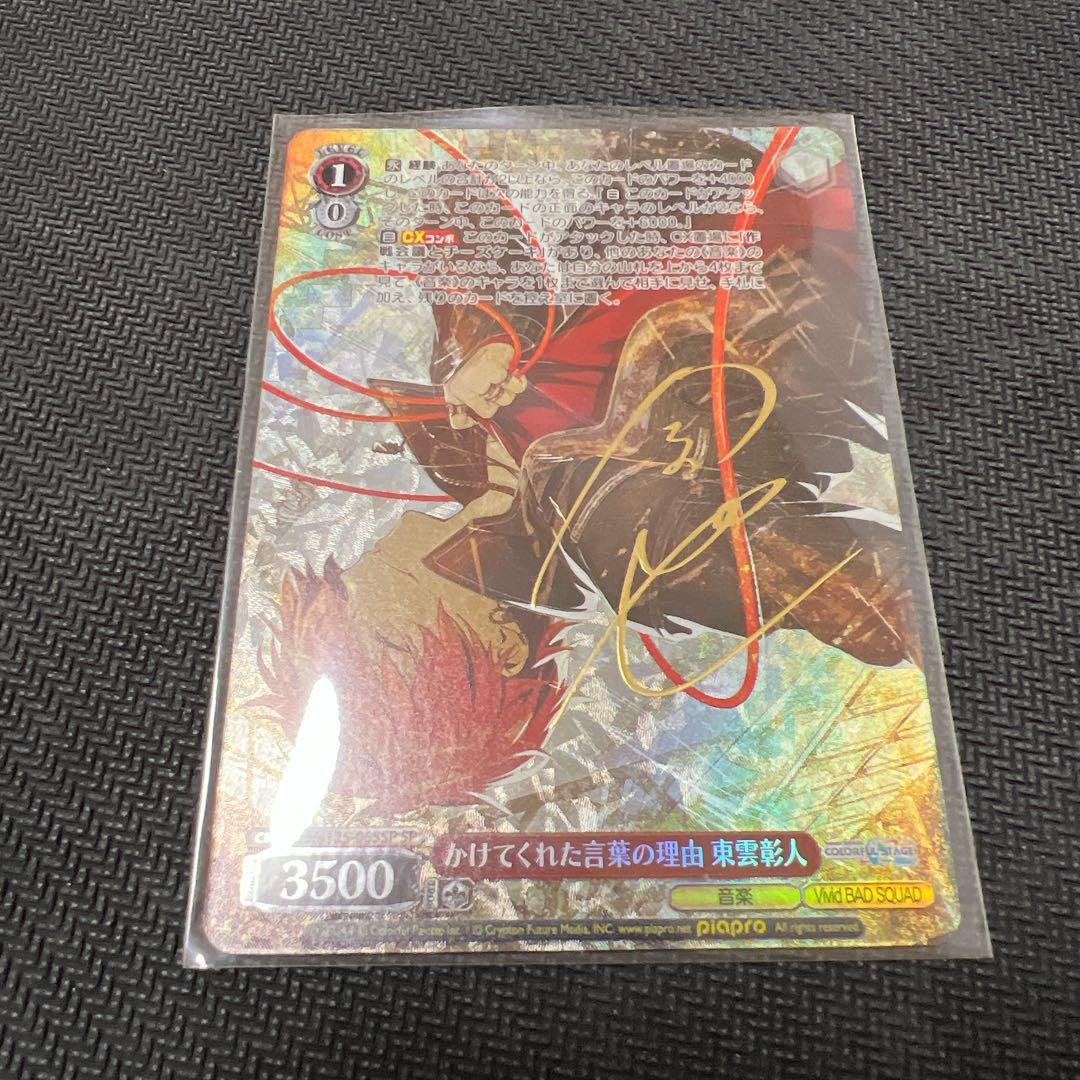 1
0
永 経験 あなたのターン中、あなたのレベル置場のカード
のレベルの合計が2以上なら、このカードのパワーを+4000
し、このカードは次の能力を得る。「自 このカードがアタッ
クした時、このカードの正面のキャラのレベルが3なら、
そのターン中、このカードのパワーを+6000。」
自 CXコンボ このカードがアタックした時、CX置場に「作
戦会議とチーズケーキ」があり、他のあなたの《音楽》の
キャラがいるなら、あなたは自分の山札を上から4枚まで
見て《音楽》のキャラを1枚まで選んで相手に見せ、手札に
加え、残りのカードを控え室に置く。
SP
かけてくれた言葉の理由 東雲彰人
COLORFUL STAGE
3500
音楽
Vivid BAD SQUAD
Colorful Palette Inc. / © Crypton Future Media, INC. www.piapro.net piapro All rights reserved.